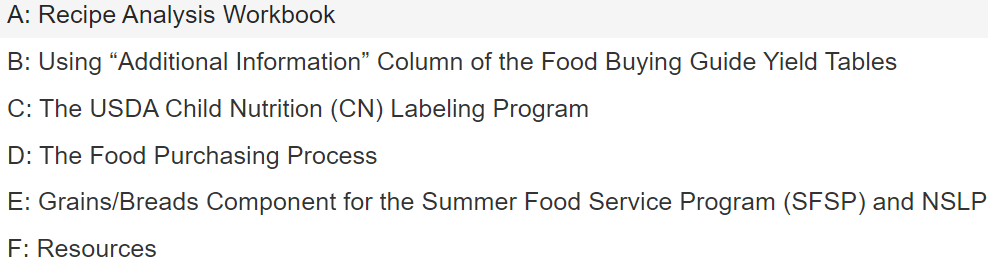 A: Recipe Analysis Workbook
B: Using “Additional Information” Column of the Food Buying Guide Yield Tables
C: The USDA Child Nutrition (CN) Labeling Program
D: The Food Purchasing Process
E: Grains/Breads Component for the Summer Food Service Program (SFSP) and NSLP
F: Resources